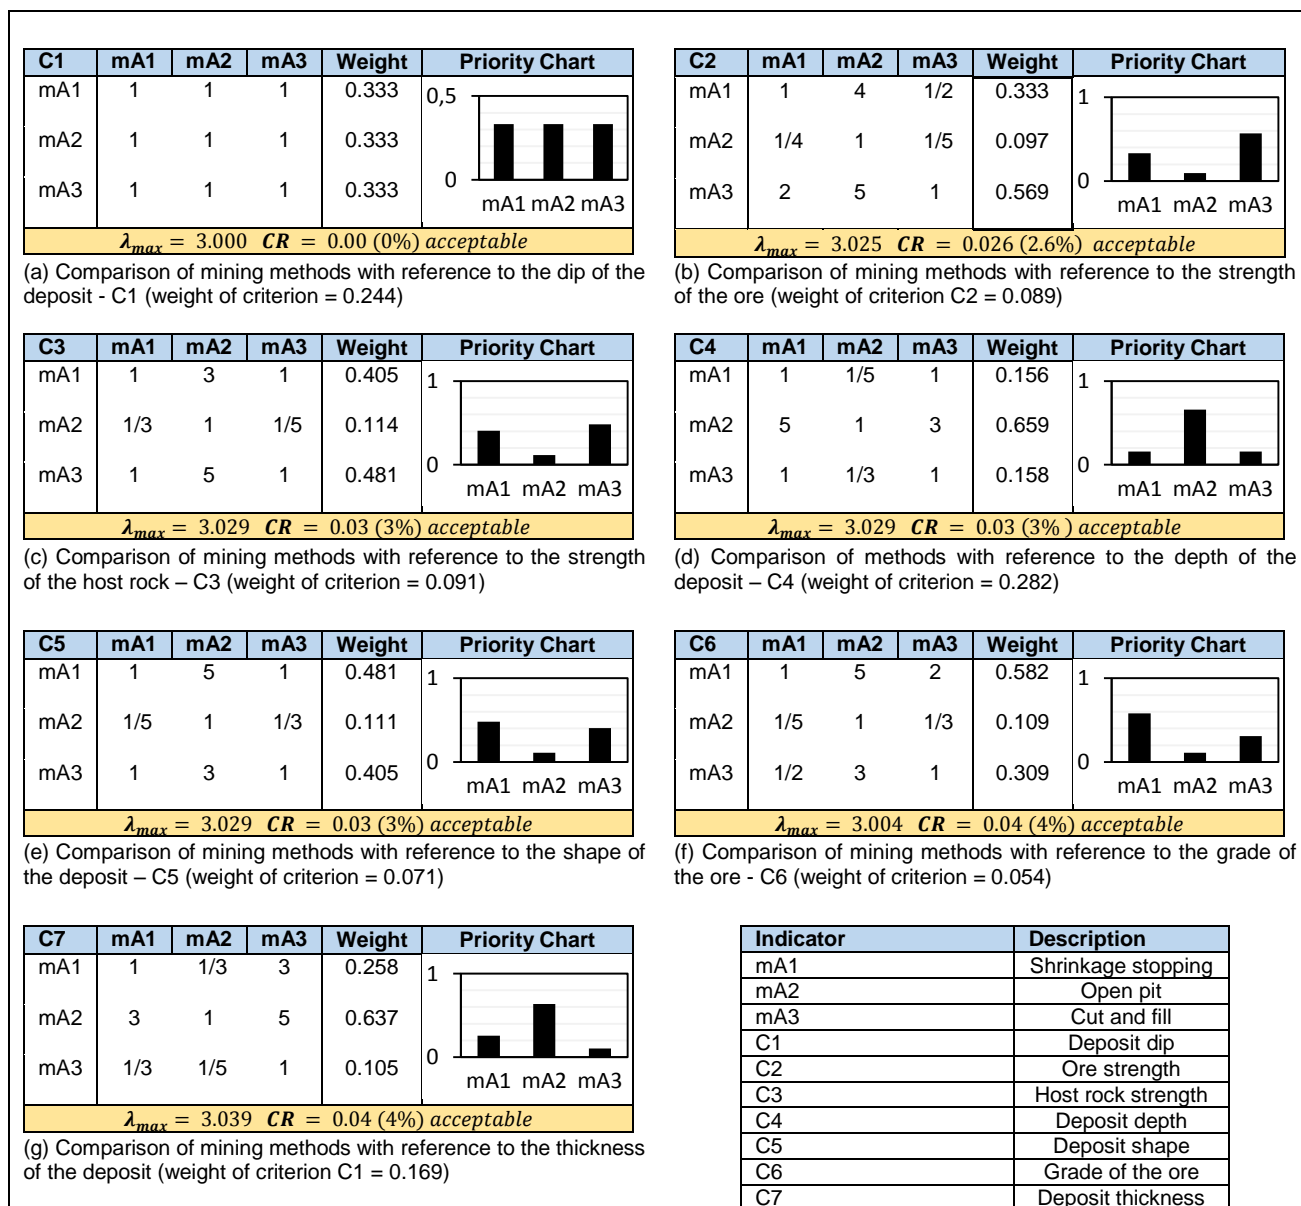 C1 mA1 mA2 mA3 Weight Priority Chart
mA1 1 1 1 0.333
mA2 1 1 1 0.333
mA3 1 1 1 0.333
0,5
0
mA1 mA2 mA3
λmax = 3.000 CR = 0.00 (0%) acceptable
(a) Comparison of mining methods with reference to the dip of the
deposit - C1 (weight of criterion = 0.244)
C2 mA1 mA2 mA3 Weight Priority Chart
mA1 1 4 1/2 0.333
mA2 1/4 1 1/5 0.097
mA3 2 5 1 0.569
1
0
mA1 mA2 mA3
λmax = 3.025 CR = 0.026 (2.6%) acceptable
(b) Comparison of mining methods with reference to the strength
of the ore (weight of criterion C2 = 0.089)
C3 mA1 mA2 mA3 Weight Priority Chart
mA1 1 3 1 0.405
mA2 1/3 1 1/5 0.114
mA3 1 5 1 0.481
1
0
mA1 mA2 mA3
λmax = 3.029 CR = 0.03 (3%) acceptable
(c) Comparison of mining methods with reference to the strength
of the host rock – C3 (weight of criterion = 0.091)
C4 mA1 mA2 mA3 Weight Priority Chart
mA1 1 1/5 1 0.156
mA2 5 1 3 0.659
mA3 1 1/3 1 0.158
1
0
mA1 mA2 mA3
λmax = 3.029 CR = 0.03 (3% ) acceptable
(d) Comparison of methods with reference to the depth of the
deposit – C4 (weight of criterion = 0.282)
C5 mA1 mA2 mA3 Weight Priority Chart
mA1 1 5 1 0.481
mA2 1/5 1 1/3 0.111
mA3 1 3 1 0.405
1
0
mA1 mA2 mA3
λmax = 3.029 CR = 0.03 (3%) acceptable
(e) Comparison of mining methods with reference to the shape of
the deposit – C5 (weight of criterion = 0.071)
C6 mA1 mA2 mA3 Weight Priority Chart
mA1 1 5 2 0.582
mA2 1/5 1 1/3 0.109
mA3 1/2 3 1 0.309
1
0
mA1 mA2 mA3
λmax = 3.004 CR = 0.04 (4%) acceptable
(f) Comparison of mining methods with reference to the grade of
the ore - C6 (weight of criterion = 0.054)
C7 mA1 mA2 mA3 Weight Priority Chart
mA1 1 1/3 3 0.258
mA2 3 1 5 0.637
mA3 1/3 1/5 1 0.105
1
0
mA1 mA2 mA3
λmax = 3.039 CR = 0.04 (4%) acceptable
(g) Comparison of mining methods with reference to the thickness
of the deposit (weight of criterion C1 = 0.169)
Indicator Description
mA1 Shrinkage stopping
mA2 Open pit
mA3 Cut and fill
C1 Deposit dip
C2 Ore strength
C3 Host rock strength
C4 Deposit depth
C5 Deposit shape
C6 Grade of the ore
C7 Deposit thickness